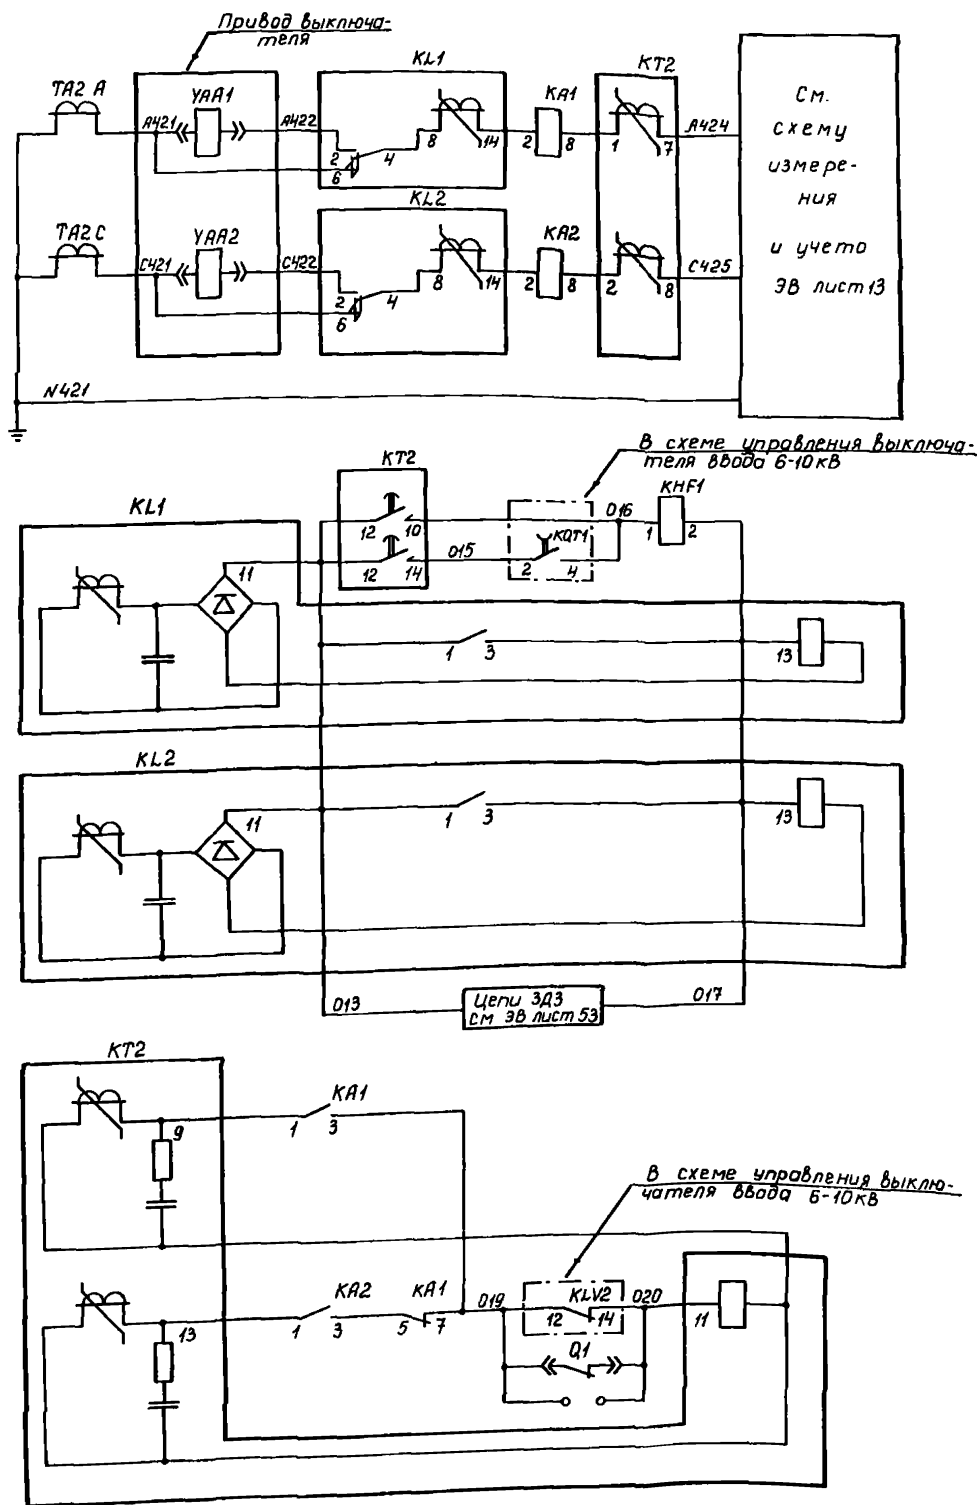 Привод выключа-
теля
TA2 A
A421
YAA1
A422
KL1
2
6
4
8
14
KA1
2
8
KT2
1
7
A424
См.
схему
измере-
ния
и учето
ЭВ лист 13
TA2 C
C421
YAA2
C422
KL2
2
6
4
8
14
KA2
2
8
2
8
C425
N421
В схеме управления выключа-
теля ввода 6-10кВ
KT2
12
10
12
14
015
KQT1
2
4
016
KHF1
1
2
KL1
11
1
3
13
KL2
11
1
3
13
013
Цепи ЗДЗ
см ЭВ лист 53
017
KT2
9
KA1
1
3
В схеме управления выклю-
чателя ввода 6-10кВ
13
KA2
1
3
KA1
5
7
019
KLV2
12
14
020
11
Q1